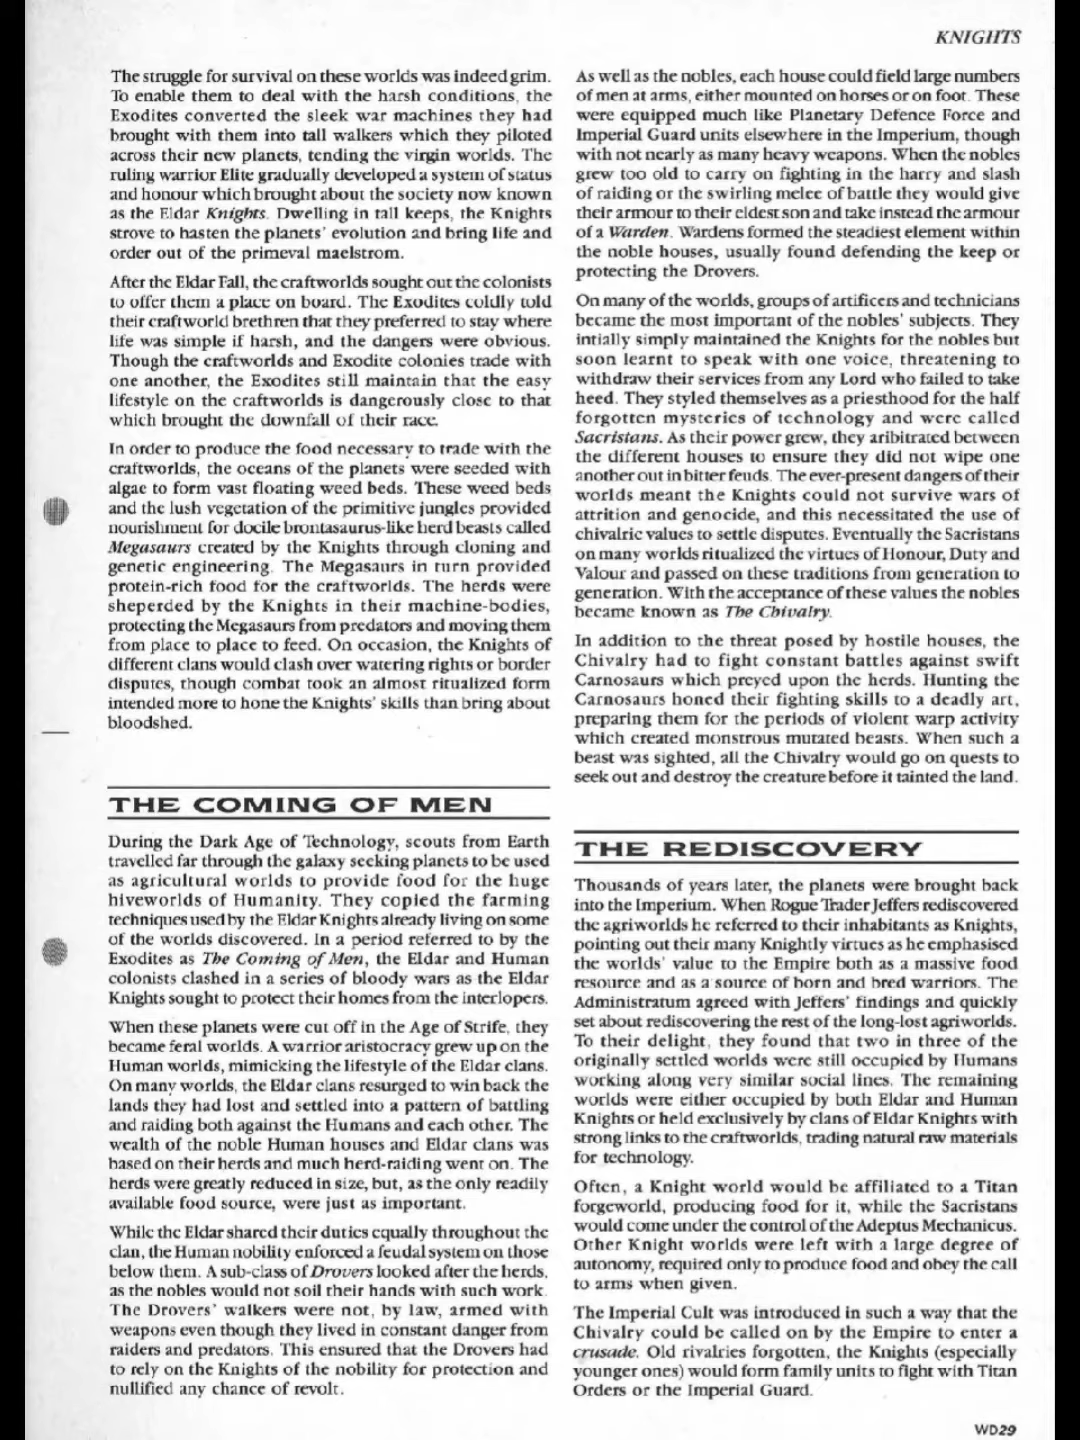 KNIGHTS
The struggle for survival on these worlds was indeed grim.
To enable them to deal with the harsh conditions, the
Exodites converted the sleek war machines they had
brought with them into tall walkers which they piloted
across their new planets, tending the virgin worlds. The
ruling warrior Elite gradually developed a system of status
and honour which brought about the society now known
as the Eldar Knights. Dwelling in tall keeps, the Knights
strove to hasten the planets' evolution and bring life and
order out of the primeval maelstrom.
After the Eldar Fall, the craftworlds sought out the colonists
to offer them a place on board. The Exodites coldly told
their craftworld brethren that they preferred to stay where
life was simple if harsh, and the dangers were obvious.
Though the craftworlds and Exodite colonies trade with
one another, the Exodites still maintain that the easy
lifestyle on the craftworlds is dangerously close to that
which brought the downfall of their race.
In order to produce the food necessary to trade with the
craftworlds, the oceans of the planets were seeded with
algae to form vast floating weed beds. These weed beds
and the lush vegetation of the primitive jungles provided
nourishment for docile brontasaurus-like herd beasts called
Megasaurs created by the Knights through cloning and
genetic engineering. The Megasaurs in turn provided
protein-rich food for the craftworlds. The herds were
sheperded by the Knights in their machine-bodies,
protecting the Megasaurs from predators and moving them
from place to place to feed. On occasion, the Knights of
different clans would clash over watering rights or border
disputes, though combat took an almost ritualized form
intended more to hone the Knights' skills than bring about
bloodshed.
THE COMING OF MEN
During the Dark Age of Technology, scouts from Earth
travelled far through the galaxy seeking planets to be used
as agricultural worlds to provide food for the huge
hiveworlds of Humanity. They copied the farming
techniques used by the Eldar Knights already living on some
of the worlds discovered. In a period referred to by the
Exodites as The Coming of Men, the Eldar and Human
colonists clashed in a series of bloody wars as the Eldar
Knights sought to protect their homes from the interlopers.
When these planets were cut off in the Age of Strife, they
became feral worlds. A warrior aristocracy grew up on the
Human worlds, mimicking the lifestyle of the Eldar clans.
On many worlds, the Eldar clans resurged to win back the
lands they had lost and settled into a pattern of battling
and raiding both against the Humans and each other. The
wealth of the noble Human houses and Eldar clans was
based on their herds and much herd-raiding went on. The
herds were greatly reduced in size, but, as the only readily
available food source, were just as important.
While the Eldar shared their duties equally throughout the
clan, the Human nobility enforced a feudal system on those
below them. A sub-class of Drovers looked after the herds,
as the nobles would not soil their hands with such work.
The Drovers' walkers were not, by law, armed with
weapons even though they lived in constant danger from
raiders and predators. This ensured that the Drovers had
to rely on the Knights of the nobility for protection and
nullified any chance of revolt.
As well as the nobles, each house could field large numbers
of men at arms, either mounted on horses or on foot. These
were equipped much like Planetary Defence Force and
Imperial Guard units elsewhere in the Imperium, though
with not nearly as many heavy weapons. When the nobles
grew too old to carry on fighting in the harry and slash
of raiding or the swirling melee of battle they would give
their armour to their eldest son and take instead the armour
of a Warden. Wardens formed the steadiest element within
the noble houses, usually found defending the keep or
protecting the Drovers.
On many of the worlds, groups of artificers and technicians
became the most important of the nobles' subjects. They
intially simply maintained the Knights for the nobles but
soon learnt to speak with one voice, threatening to
withdraw their services from any Lord who failed to take
heed. They styled themselves as a priesthood for the half
forgotten mysteries of technology and were called
Sacristans. As their power grew, they aribitrated between
the different houses to ensure they did not wipe one
another out in bitter feuds. The ever-present dangers of their
worlds meant the Knights could not survive wars of
attrition and genocide, and this necessitated the use of
chivalric values to settle disputes. Eventually the Sacristans
on many worlds ritualized the virtues of Honour, Duty and
Valour and passed on these traditions from generation to
generation. With the acceptance of these values the nobles
became known as The Chivalry.
In addition to the threat posed by hostile houses, the
Chivalry had to fight constant battles against swift
Carnosaurs which preyed upon the herds. Hunting the
Carnosaurs honed their fighting skills to a deadly art,
preparing them for the periods of violent warp activity
which created monstrous mutated beasts. When such a
beast was sighted, all the Chivalry would go on quests to
seek out and destroy the creature before it tainted the land.
THE REDISCOVERY
Thousands of years later, the planets were brought back
into the Imperium. When Rogue Trader Jeffers rediscovered
the agriworlds he referred to their inhabitants as Knights,
pointing out their many Knightly virtues as he emphasised
the worlds' value to the Empire both as a massive food
resource and as a source of born and bred warriors. The
Administratum agreed with Jeffers' findings and quickly
set about rediscovering the rest of the long-lost agriworlds.
To their delight, they found that two in three of the
originally settled worlds were still occupied by Humans
working along very similar social lines. The remaining
worlds were either occupied by both Eldar and Human
Knights or held exclusively by clans of Eldar Knights with
strong links to the craftworlds, trading natural raw materials
for technology.
Often, a Knight world would be affiliated to a Titan
forgeworld, producing food for it, while the Sacristans
would come under the control of the Adeptus Mechanicus.
Other Knight worlds were left with a large degree of
autonomy, required only to produce food and obey the call
to arms when given.
The Imperial Cult was introduced in such a way that the
Chivalry could be called on by the Empire to enter a
crusade. Old rivalries forgotten, the Knights (especially
younger ones) would form family units to fight with Titan
Orders or the Imperial Guard.
WD29